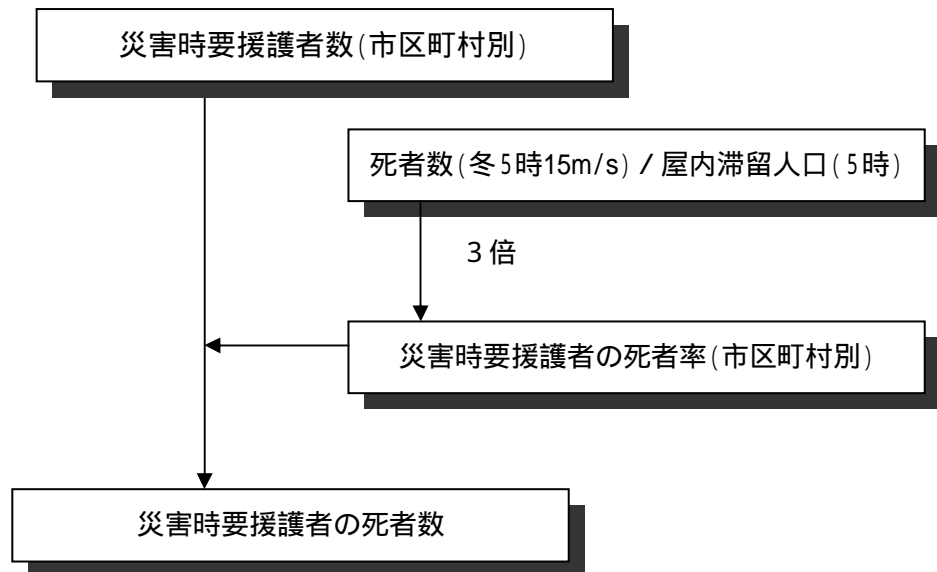 災害時要援護者数(市区町村別)
死者数(冬5時15m/s) / 屋内滞留人口(5時)
3倍
災害時要援護者の死者率(市区町村別)
災害時要援護者の死者数